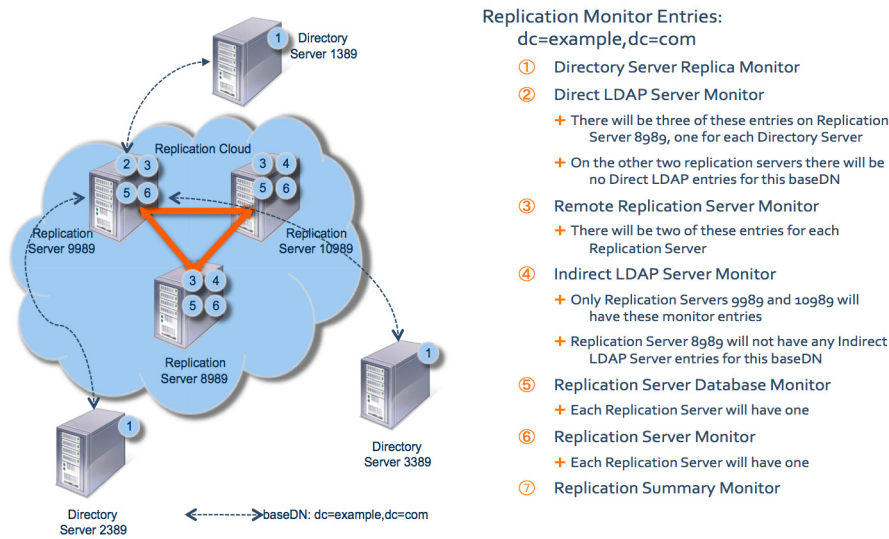 1
Directory
Server 1389
Replication Cloud
2 3
5 6
3 4
5 6
Replication
Server 9989
Replication
Server 10989
3 4
5 6
Replication
Server 8989
1
Directory
Server 3389
1
Directory
Server 2389
baseDN: dc=example,dc=com
Replication Monitor Entries:
dc=example,dc=com
① Directory Server Replica Monitor
② Direct LDAP Server Monitor
+ There will be three of these entries on Replication
Server 8989, one for each Directory Server
+ On the other two replication servers there will be
no Direct LDAP entries for this baseDN
③ Remote Replication Server Monitor
+ There will be two of these entries for each
Replication Server
④ Indirect LDAP Server Monitor
+ Only Replication Servers 9989 and 10989 will
have these monitor entries
+ Replication Server 8989 will not have any Indirect
LDAP Server entries for this baseDN
⑤ Replication Server Database Monitor
+ Each Replication Server will have one
⑥ Replication Server Monitor
+ Each Replication Server will have one
⑦ Replication Summary Monitor